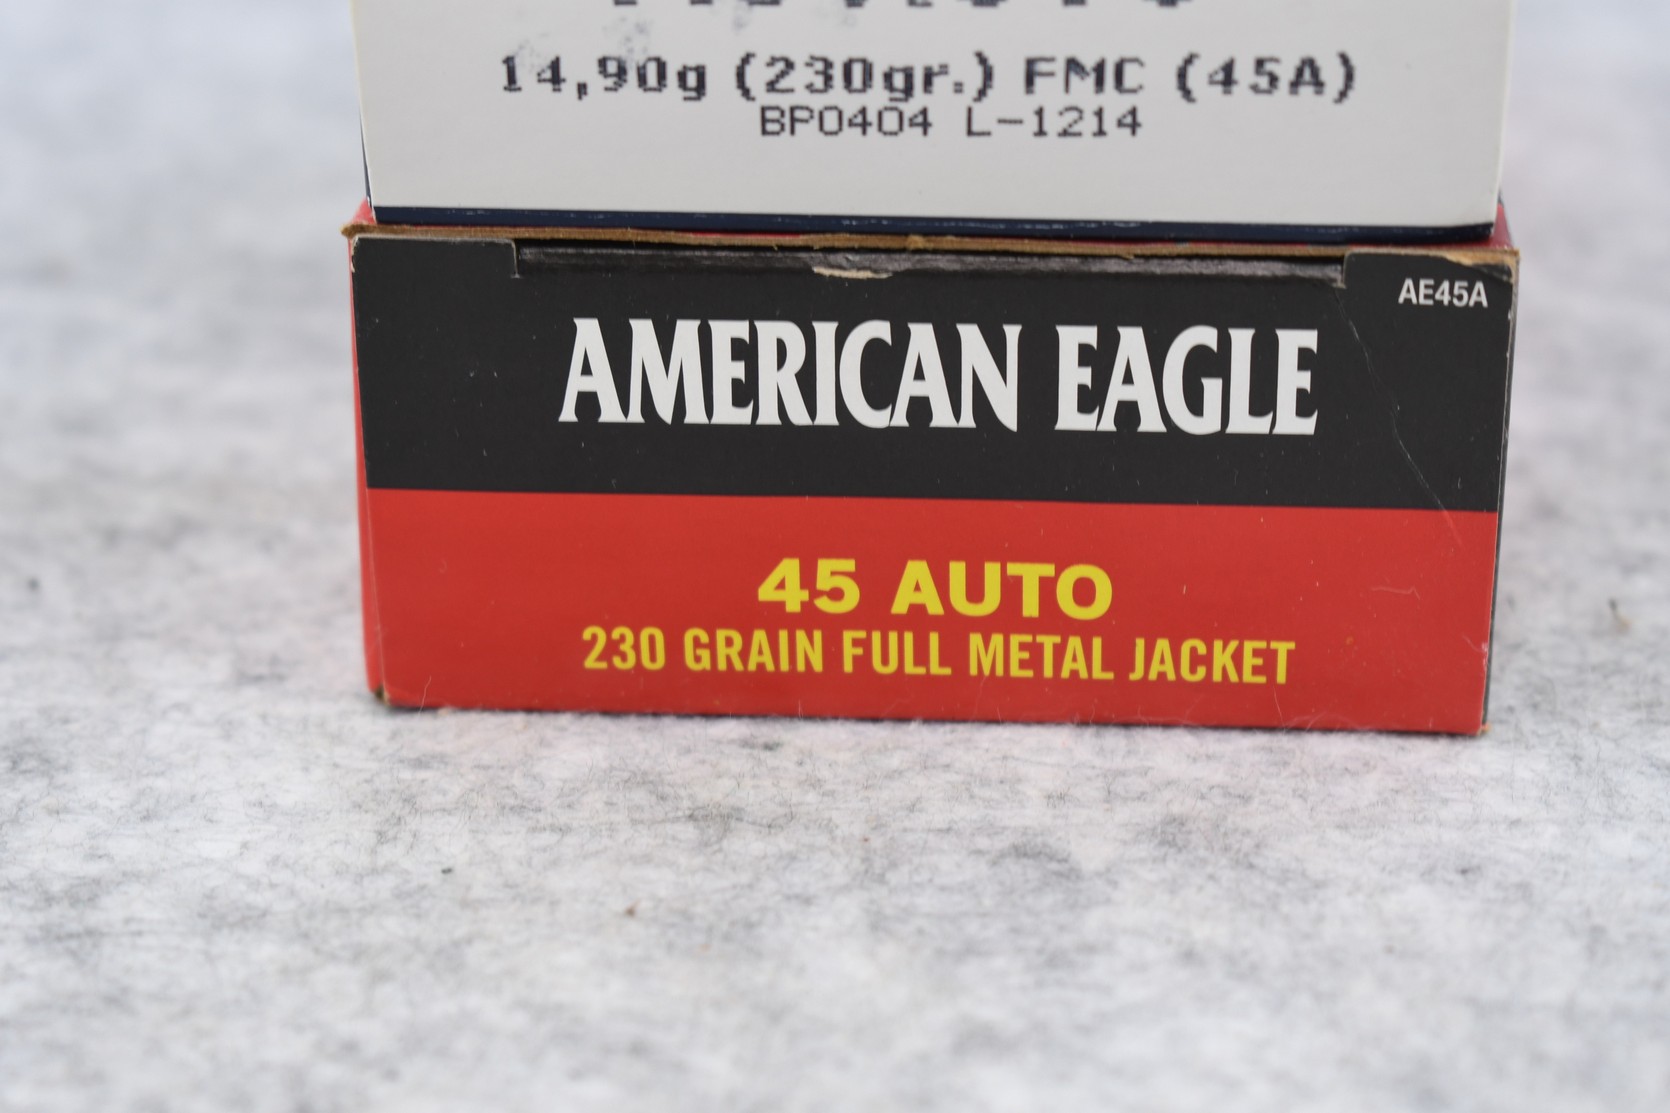 14,90g (230gr.) FMC (45A)
BP0404 L-1214
AE45A
AMERICAN EAGLE
45 AUTO
230 GRAIN FULL METAL JACKET